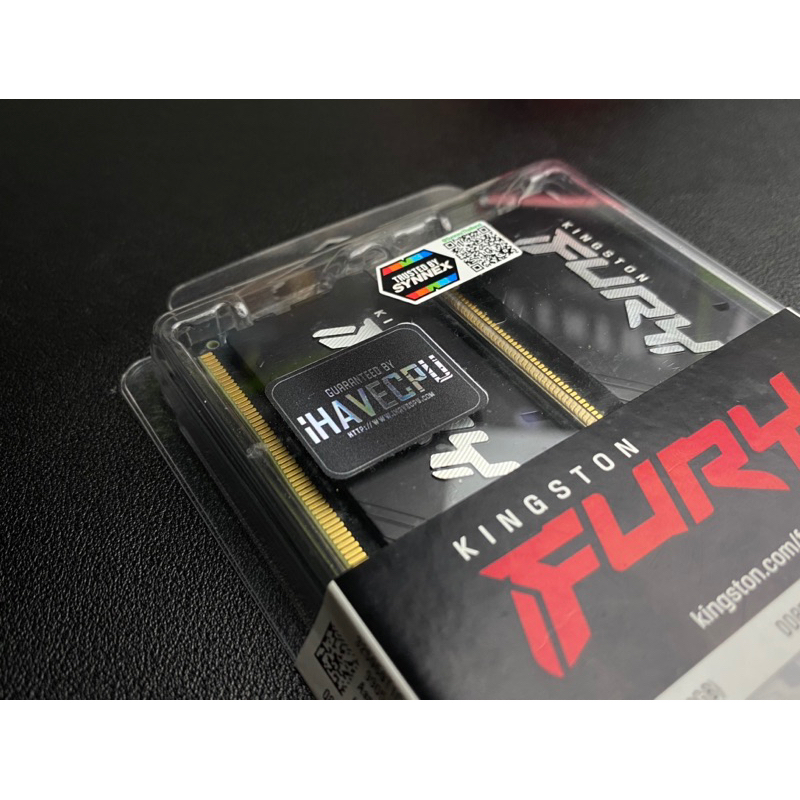 TRUSTED BY
SYNNEX
KINGSTON
FURY
GUARANTEED BY
iHAVECPU
HTTP://WWW.IHAVECPU.COM
KINGSTON
FURY
kingston.com/f